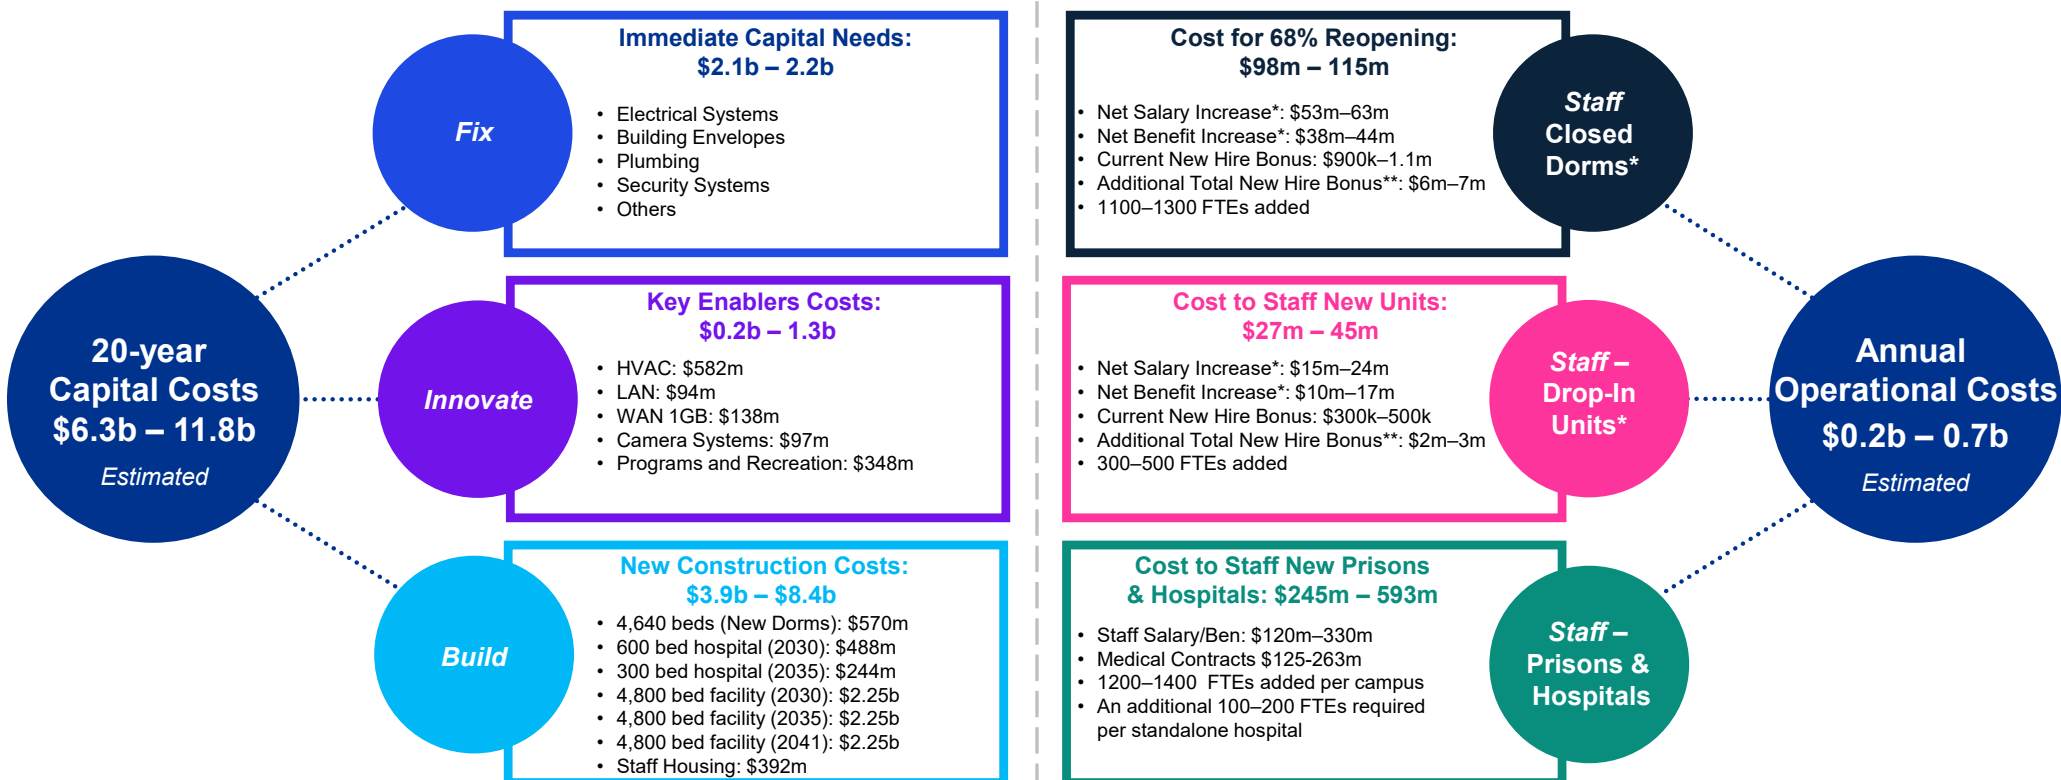 20-year
Capital Costs
$6.3b – 11.8b
Estimated
Fix
Immediate Capital Needs:
$2.1b – 2.2b
• Electrical Systems
• Building Envelopes
• Plumbing
• Security Systems
• Others
Innovate
Key Enablers Costs:
$0.2b – 1.3b
• HVAC: $582m
• LAN: $94m
• WAN 1GB: $138m
• Camera Systems: $97m
• Programs and Recreation: $348m
Build
New Construction Costs:
$3.9b – $8.4b
• 4,640 beds (New Dorms): $570m
• 600 bed hospital (2030): $488m
• 300 bed hospital (2035): $244m
• 4,800 bed facility (2030): $2.25b
• 4,800 bed facility (2035): $2.25b
• 4,800 bed facility (2041): $2.25b
• Staff Housing: $392m
Cost for 68% Reopening:
$98m – 115m
• Net Salary Increase*: $53m–63m
• Net Benefit Increase*: $38m–44m
• Current New Hire Bonus: $900k–1.1m
• Additional Total New Hire Bonus**: $6m–7m
• 1100–1300 FTEs added
Staff
Closed
Dorms*
Cost to Staff New Units:
$27m – 45m
• Net Salary Increase*: $15m–24m
• Net Benefit Increase*: $10m–17m
• Current New Hire Bonus: $300k–500k
• Additional Total New Hire Bonus**: $2m–3m
• 300–500 FTEs added
Staff –
Drop-In
Units*
Cost to Staff New Prisons
& Hospitals: $245m – 593m
• Staff Salary/Ben: $120m–330m
• Medical Contracts $125-263m
• 1200–1400 FTEs added per campus
• An additional 100–200 FTEs required
per standalone hospital
Staff –
Prisons &
Hospitals
Annual
Operational Costs
$0.2b – 0.7b
Estimated